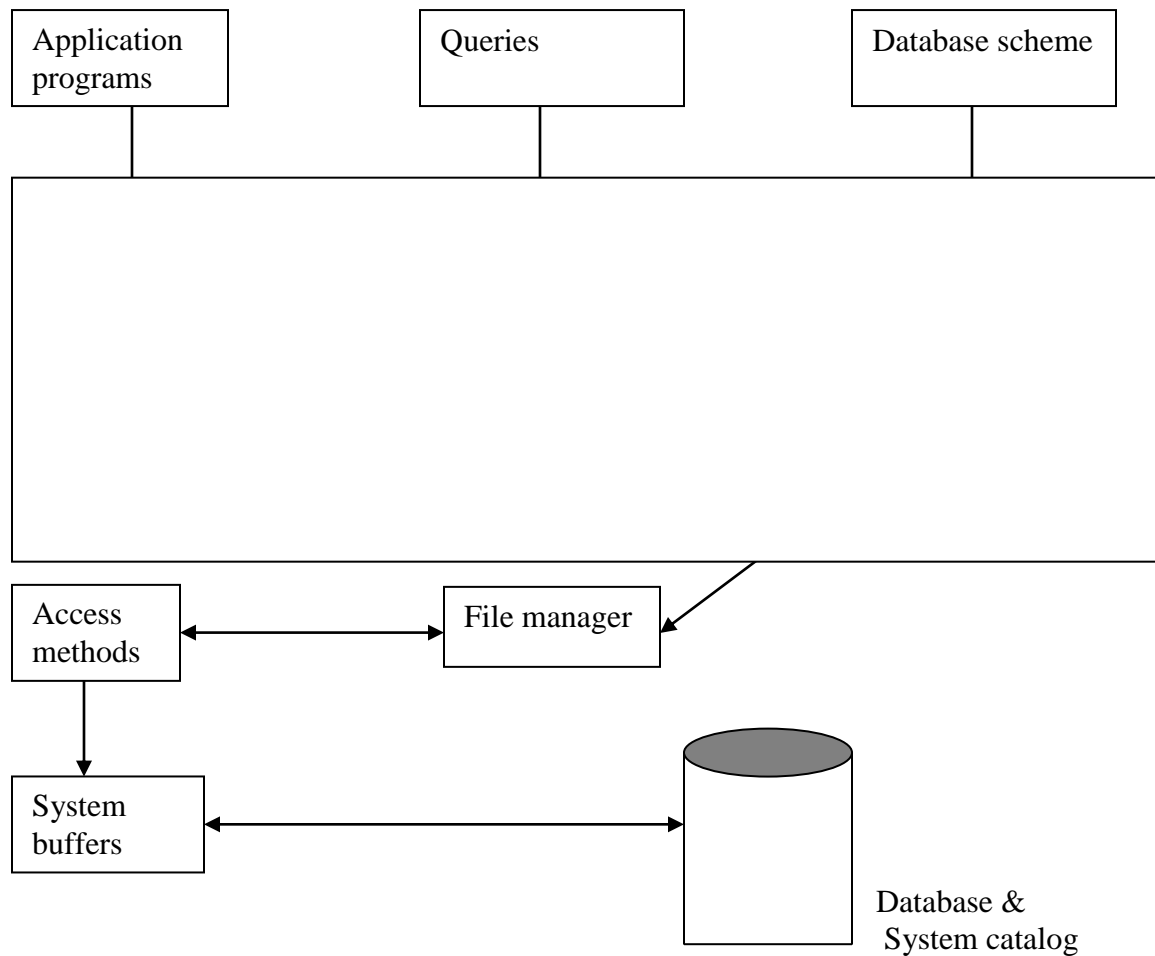 Application
programs
Queries
Database scheme
Access
methods
File manager
System
buffers
Database &
System catalog